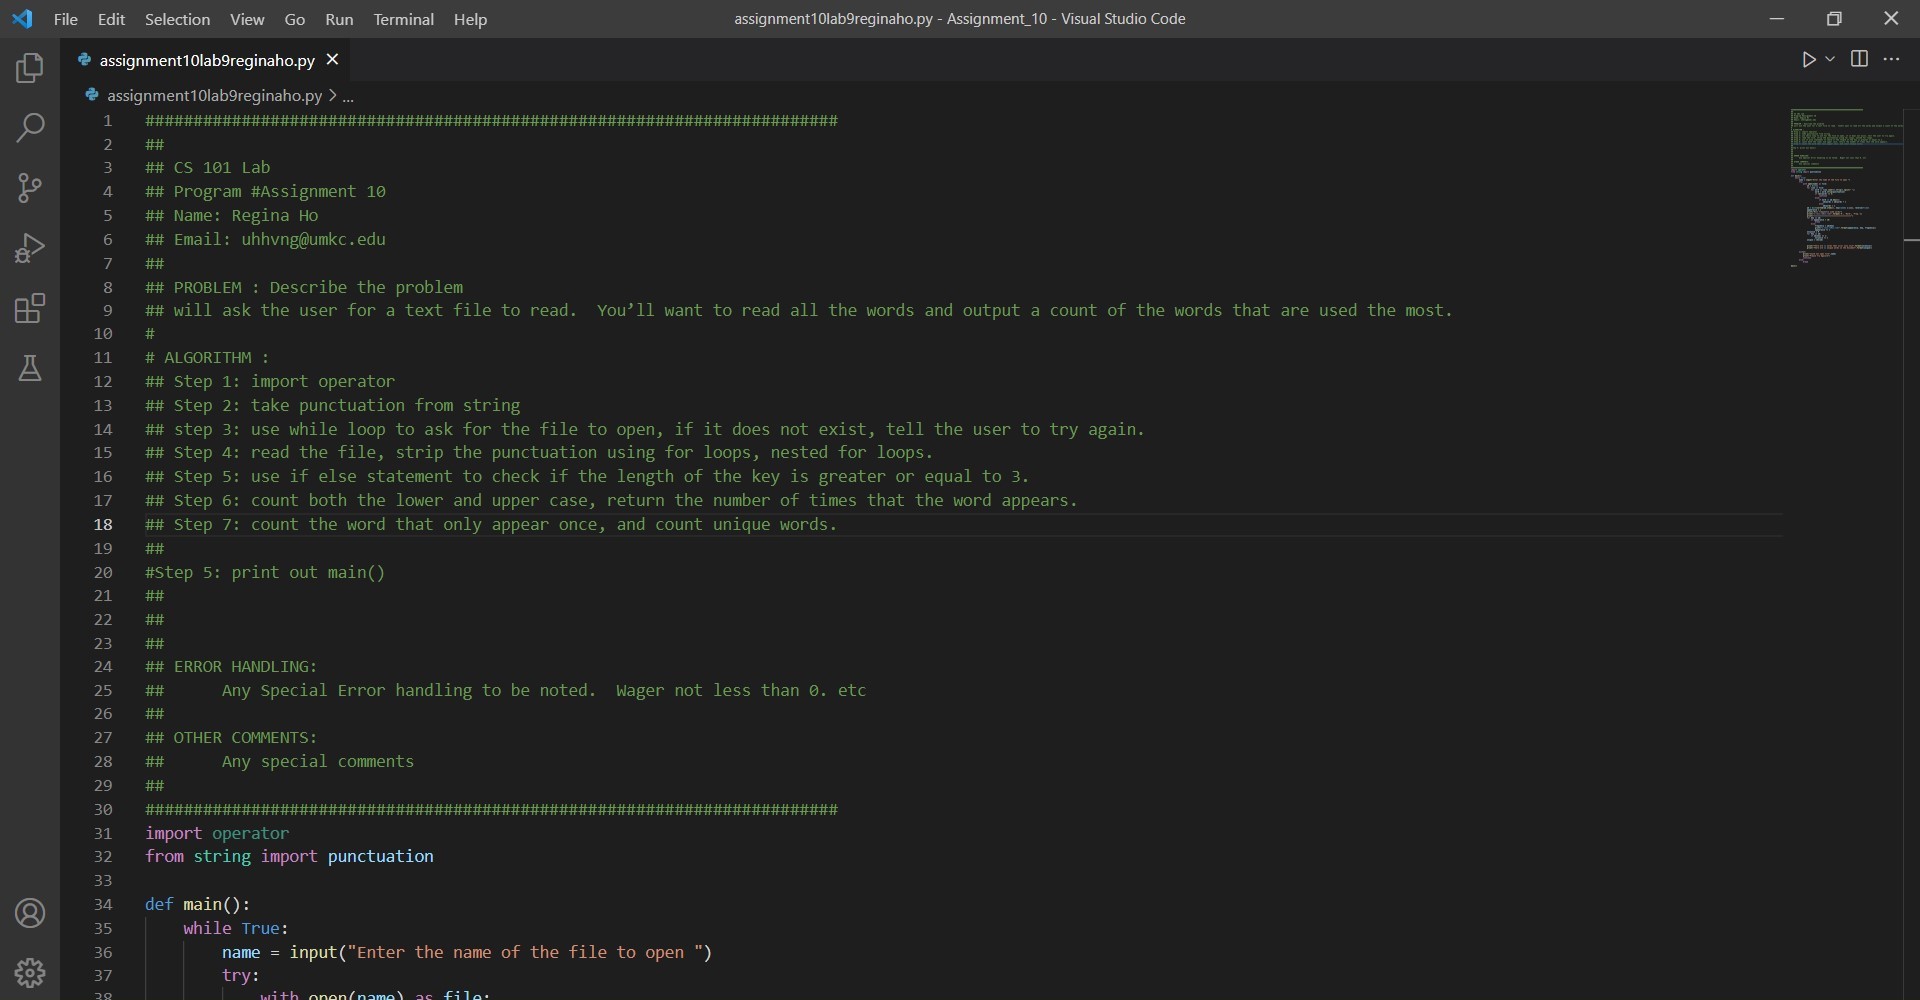 File Edit Selection View Go Run Terminal Help
assignment10lab9reginaho.py - Assignment_10 - Visual Studio Code
assignment10lab9reginaho.py
assignment10lab9reginaho.py > ...
1 ########################################################################
2 ##
3 ## CS 101 Lab
4 ## Program #Assignment 10
5 ## Name: Regina Ho
6 ## Email: uhhvng@umkc.edu
7 ##
8 ## PROBLEM : Describe the problem
9 ## will ask the user for a text file to read.  You’ll want to read all the words and output a count of the words that are used the most.
10 #
11 # ALGORITHM :
12 ## Step 1: import operator
13 ## Step 2: take punctuation from string
14 ## step 3: use while loop to ask for the file to open, if it does not exist, tell the user to try again.
15 ## Step 4: read the file, strip the punctuation using for loops, nested for loops.
16 ## Step 5: use if else statement to check if the length of the key is greater or equal to 3.
17 ## Step 6: count both the lower and upper case, return the number of times that the word appears.
18 ## Step 7: count the word that only appear once, and count unique words.
19 ##
20 #Step 5: print out main()
21 ##
22 ##
23 ##
24 ## ERROR HANDLING:
25 ##      Any Special Error handling to be noted.  Wager not less than 0. etc
26 ##
27 ## OTHER COMMENTS:
28 ##      Any special comments
29 ##
30 ########################################################################
31 import operator
32 from string import punctuation
33
34 def main():
35     while True:
36         name = input("Enter the name of the file to open ")
37         try:
38             with open(name) as file: